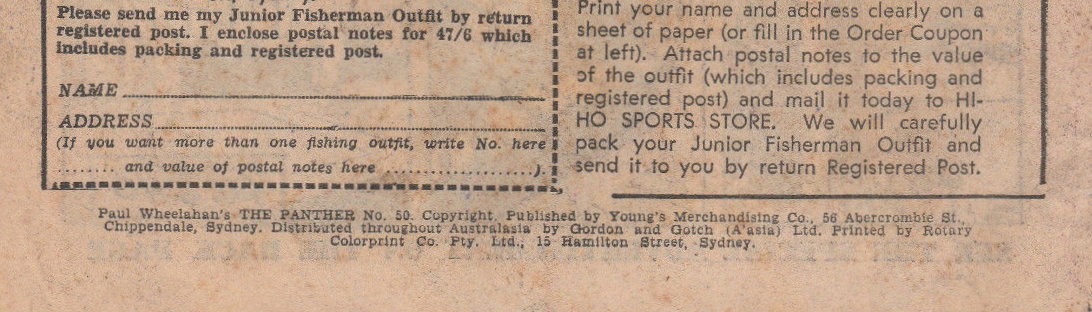 Please send me my Junior Fisherman Outfit by return
registered post. I enclose postal notes for 47/6 which
includes packing and registered post.
NAME
ADDRESS
(If you want more than one fishing outfit, write No. here
........ and value of postal notes here .....................).
Print your name and address clearly on a
sheet of paper (or fill in the Order Coupon
at left). Attach postal notes to the value
of the outfit (which includes packing and
registered post) and mail it today to HI-
HO SPORTS STORE. We will carefully
pack your Junior Fisherman Outfit and
send it to you by return Registered Post.
Paul Wheelahan's THE PANTHER No. 50. Copyright. Published by Young's Merchandising Co., 56 Abercrombie St.,
Chippendale, Sydney. Distributed throughout Australasia by Gordon and Gotch (A'asia) Ltd. Printed by Rotary
Colorprint Co. Pty. Ltd., 15 Hamilton Street, Sydney.